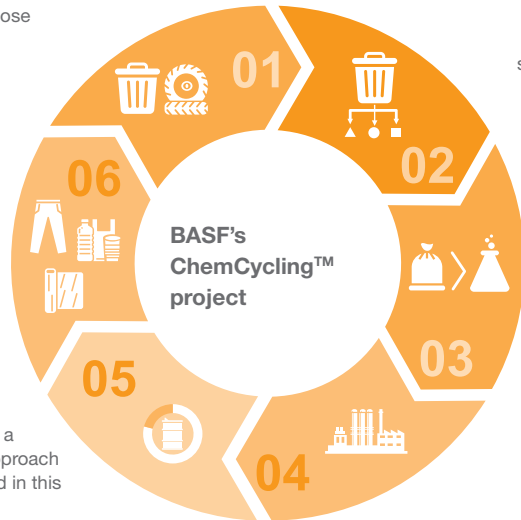 ose
s
01
02
06
BASF's
ChemCycling™
project
03
05
04
a
proach
d in this